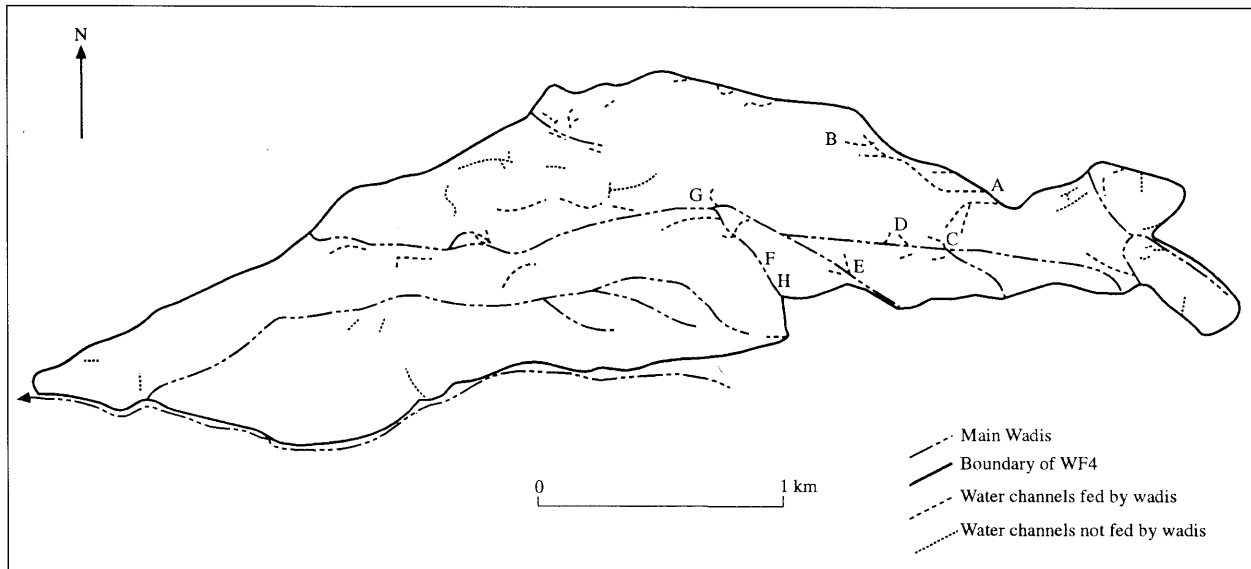 N
B
A
G
D
C
F
E
H
Main Wadis
Boundary of WF4
0 1 km
Water channels fed by wadis
Water channels not fed by wadis